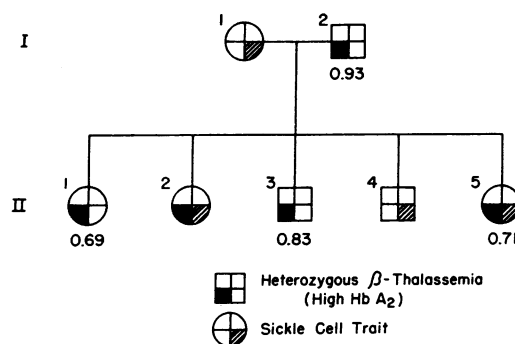 1 2
I
0.93
1 2 3 4 5
II
0.69 0.83 0.71
Heterozygous β-Thalassemia
(High Hb A2)
Sickle Cell Trait